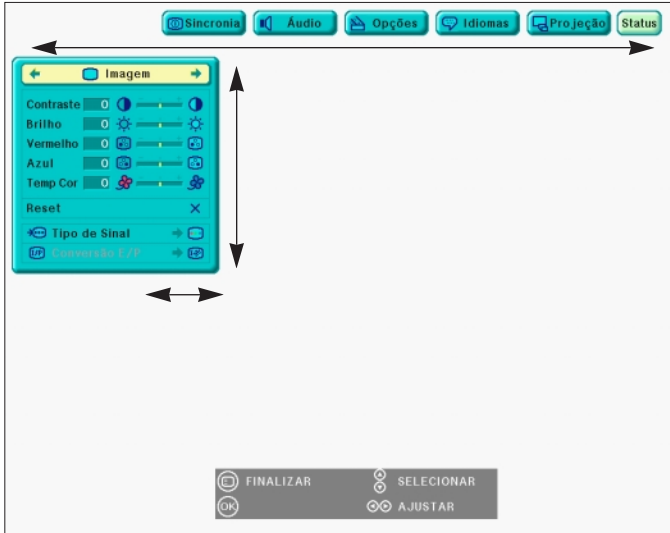 Sincronia Áudio Opções Idiomas Projeção Status
Imagem
Contraste 0
Brilho 0
Vermelho 0
Azul 0
Temp Cor 0
Reset
Tipo de Sinal
I/P Conversão E/P I-P
FINALIZAR SELECIONAR
OK AJUSTAR